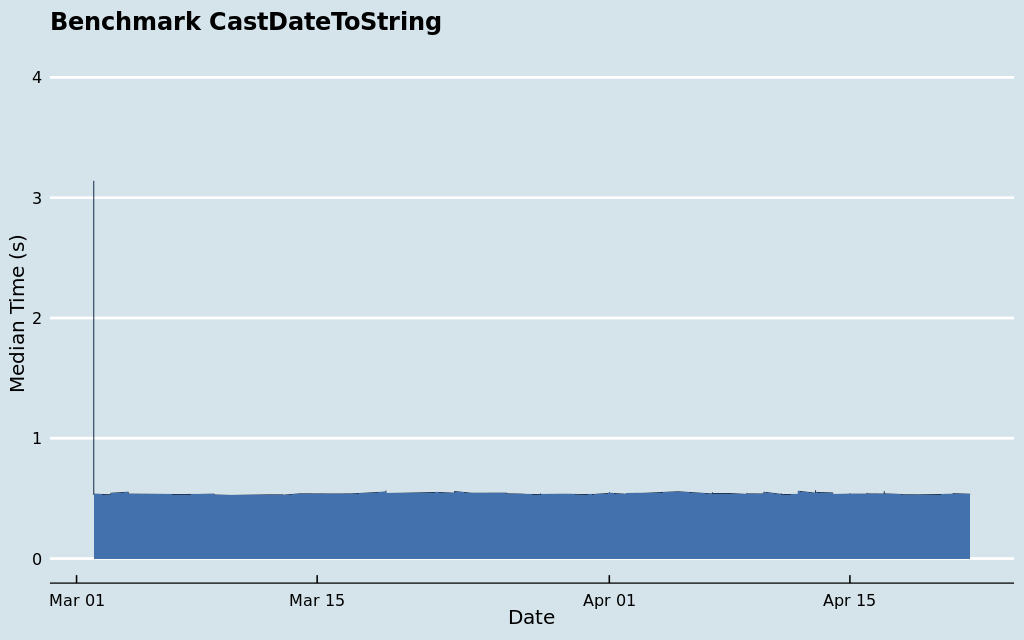 Benchmark CastDateToString
4
3
2
1
0
Median Time (s)
Mar 01
Mar 15
Apr 01
Apr 15
Date